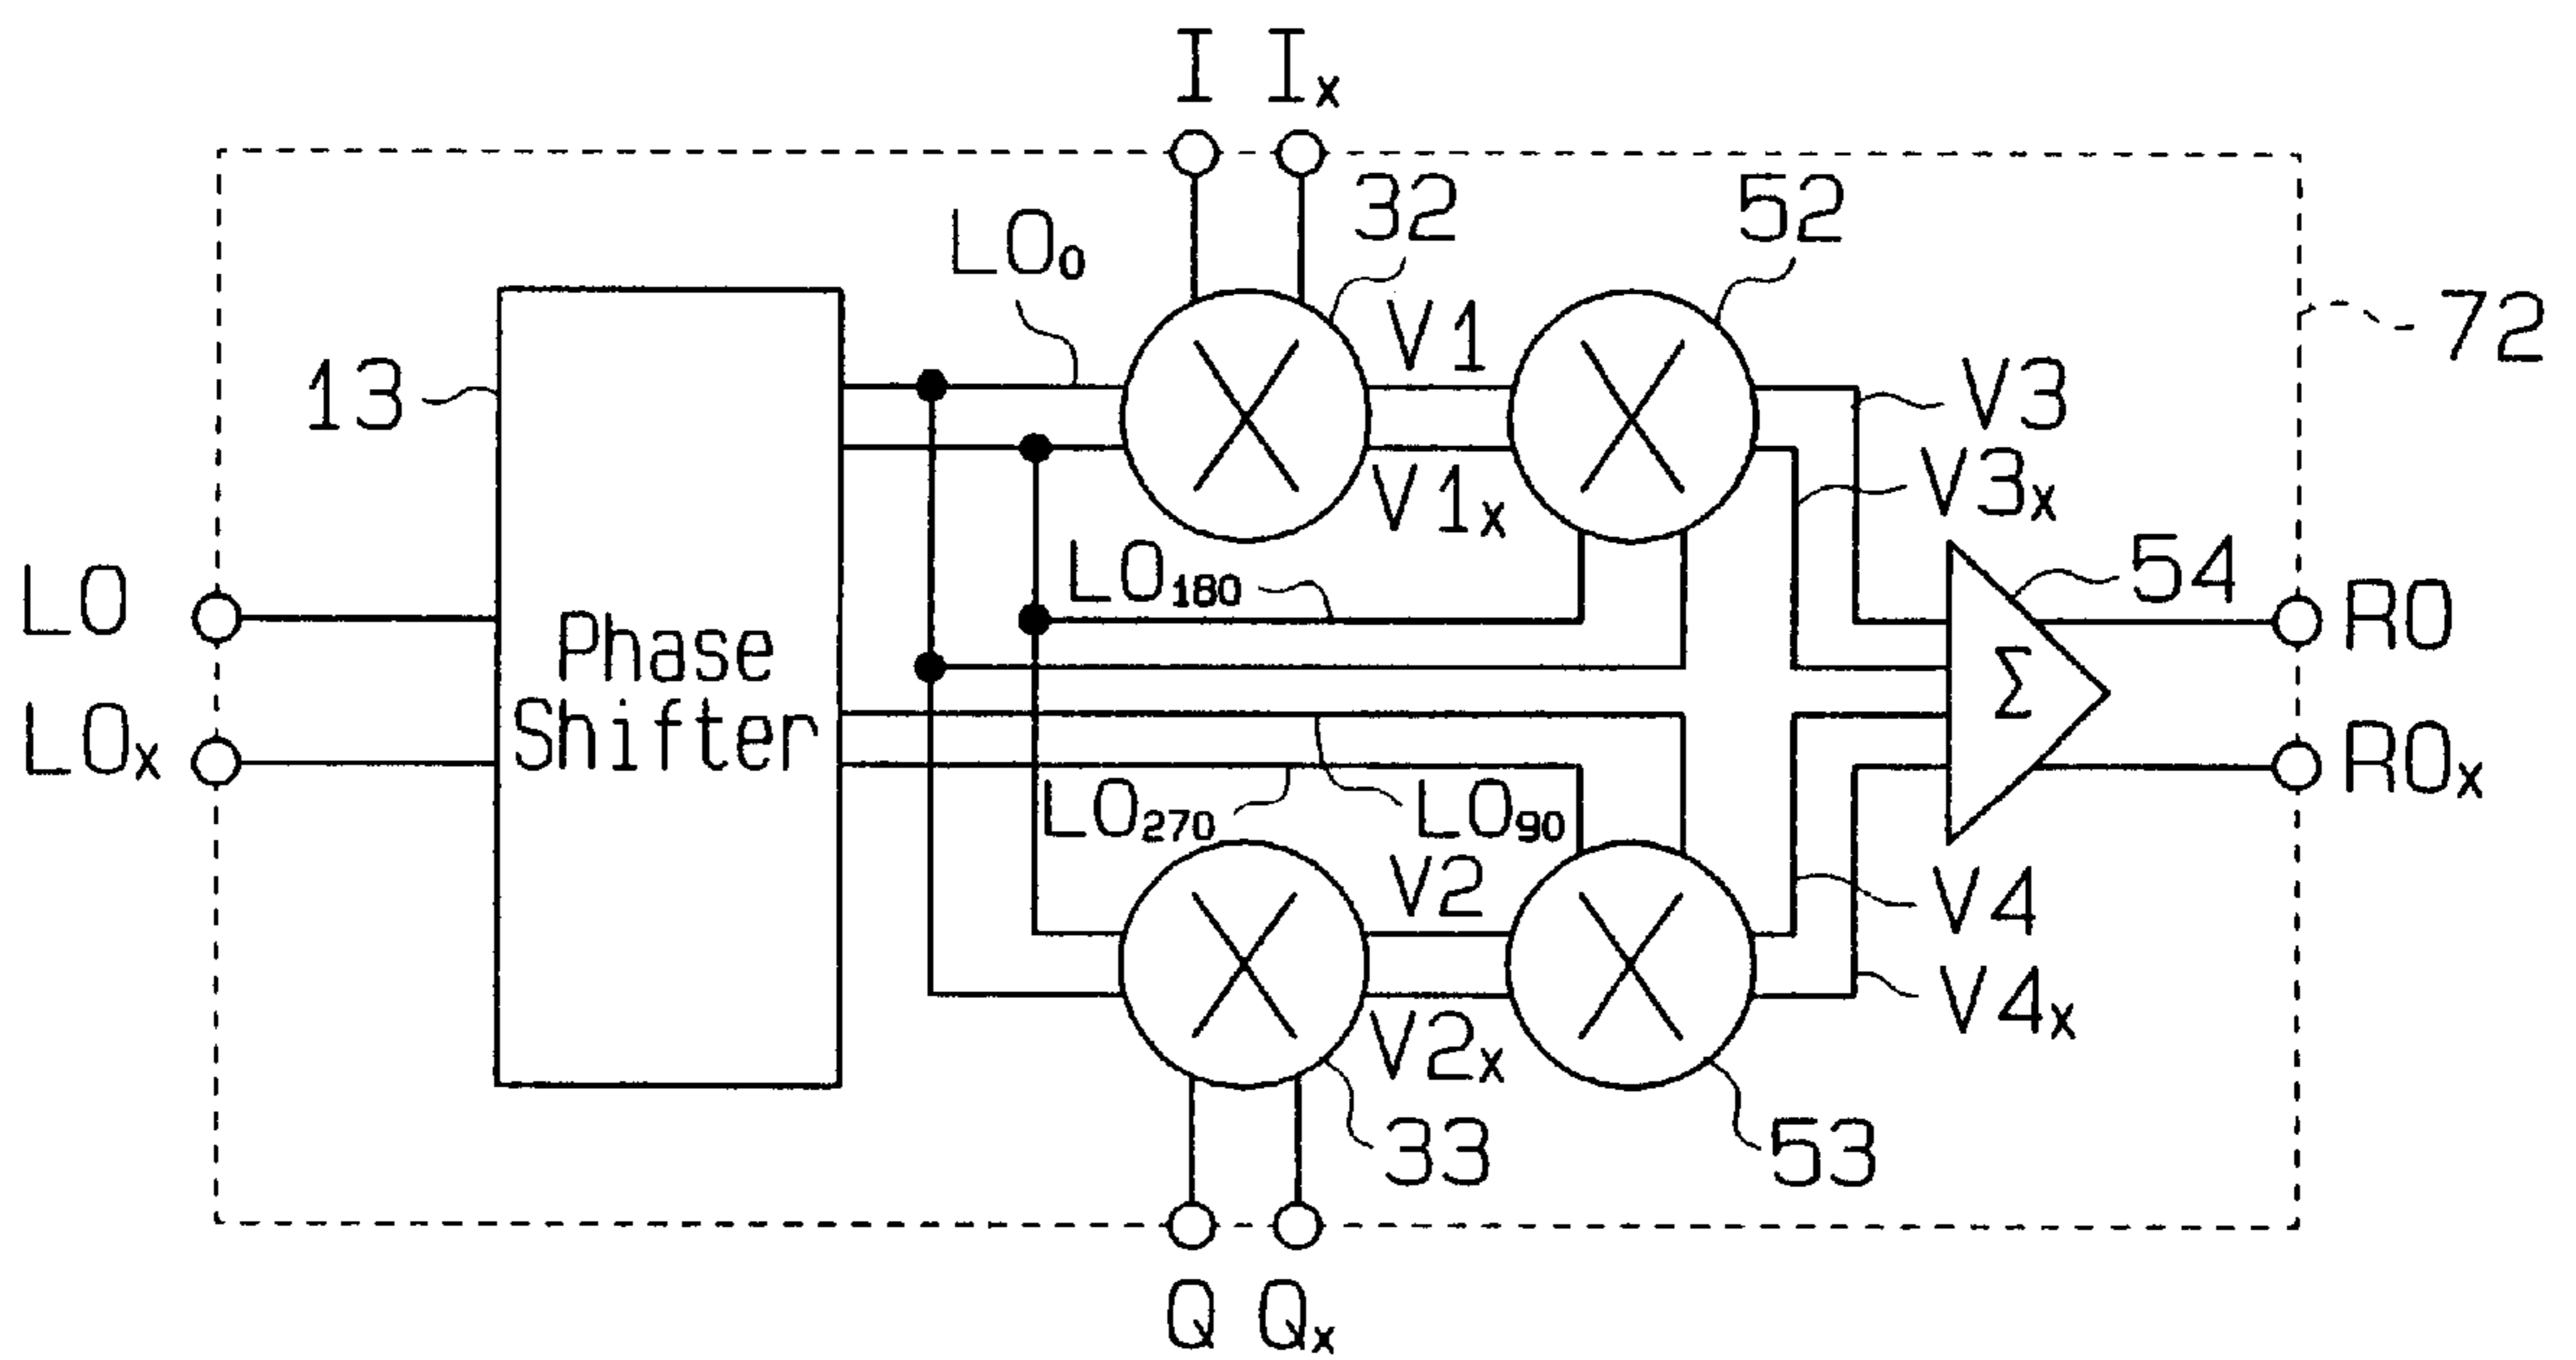 I Iₓ
32
52
LO₀
72
V1
13
V3
V1ₓ
V3ₓ
LO₁₈₀
54
LO
RO
Phase
Shifter
Σ
LOₓ
ROₓ
LO₂₇₀
LO₉₀
V2
V4
V2ₓ
V4ₓ
33
53
Q Qₓ